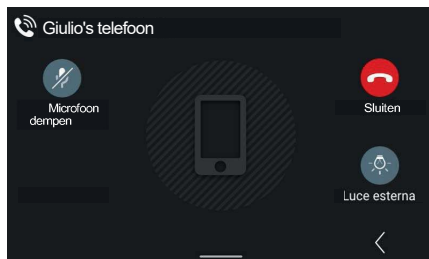 Giulio's telefoon
Microfoon
dempen
Sluiten
Luce esterna